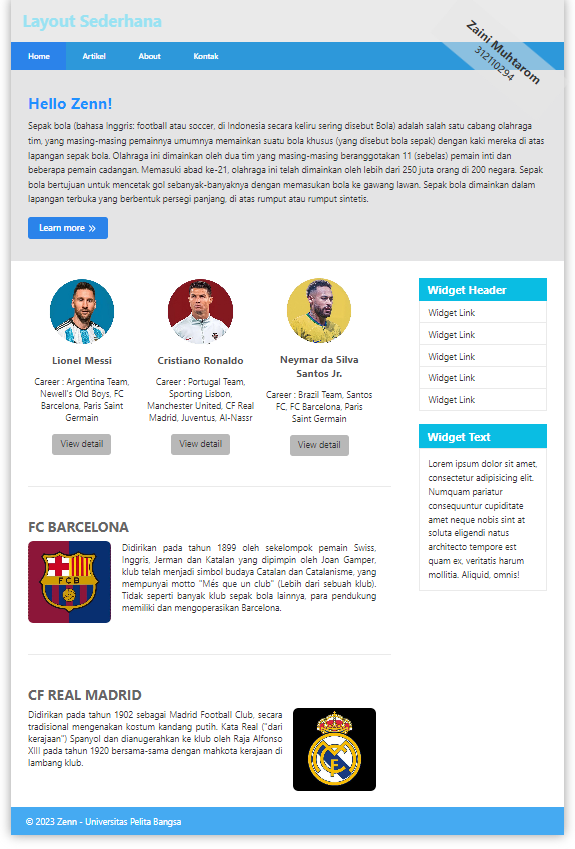 Layout Sederhana
Zaini Muhtarom
312110294
Home Artikel About Kontak
Hello Zenn!
Sepak bola (bahasa Inggris: football atau soccer, di Indonesia secara keliru sering disebut Bola) adalah salah satu cabang olahraga
tim, yang masing-masing pemainnya umumnya memainkan suatu bola khusus (yang disebut bola sepak) dengan kaki mereka di atas
lapangan sepak bola. Olahraga ini dimainkan oleh dua tim yang masing-masing beranggotakan 11 (sebelas) pemain inti dan
beberapa pemain cadangan. Memasuki abad ke-21, olahraga ini telah dimainkan oleh lebih dari 250 juta orang di 200 negara. Sepak
bola bertujuan untuk mencetak gol sebanyak-banyaknya dengan memasukan bola ke gawang lawan. Sepak bola dimainkan dalam
lapangan terbuka yang berbentuk persegi panjang, di atas rumput atau rumput sintetis.
Learn more »
Lionel Messi
Career : Argentina Team,
Newell's Old Boys, FC
Barcelona, Paris Saint
Germain
View detail
Cristiano Ronaldo
Career : Portugal Team,
Sporting Lisbon,
Manchester United, CF Real
Madrid, Juventus, Al-Nassr
View detail
Neymar da Silva
Santos Jr.
Career : Brazil Team, Santos
FC, FC Barcelona, Paris
Saint Germain
View detail
Widget Header
Widget Link
Widget Link
Widget Link
Widget Link
Widget Link
Widget Text
Lorem ipsum dolor sit amet,
consectetur adipisicing elit.
Numquam pariatur
consequuntur cupiditate
amet neque nobis sint at
soluta eligendi natus
architecto tempore est
quam ex, veritatis harum
mollitia. Aliquid, omnis!
FC BARCELONA
FCB
Didirikan pada tahun 1899 oleh sekelompok pemain Swiss,
Inggris, Jerman dan Katalan yang dipimpin oleh Joan Gamper,
klub telah menjadi simbol budaya Catalan dan Catalanisme, yang
mempunyai motto "Més que un club" (Lebih dari sebuah klub).
Tidak seperti banyak klub sepak bola lainnya, para pendukung
memiliki dan mengoperasikan Barcelona.
CF REAL MADRID
Didirikan pada tahun 1902 sebagai Madrid Football Club, secara
tradisional mengenakan kostum kandang putih. Kata Real ("dari
kerajaan") Spanyol dan dianugerahkan ke klub oleh Raja Alfonso
XIII pada tahun 1920 bersama-sama dengan mahkota kerajaan di
lambang klub.
© 2023 Zenn - Universitas Pelita Bangsa